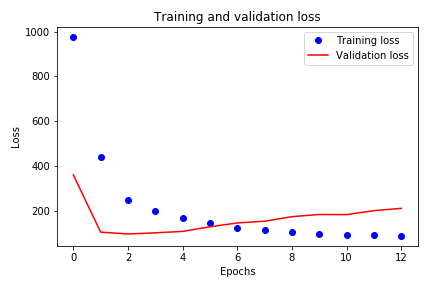 Training and validation loss
Training loss
Validation loss
1000
800
600
400
200
Loss
0
2
4
6
8
10
12
Epochs